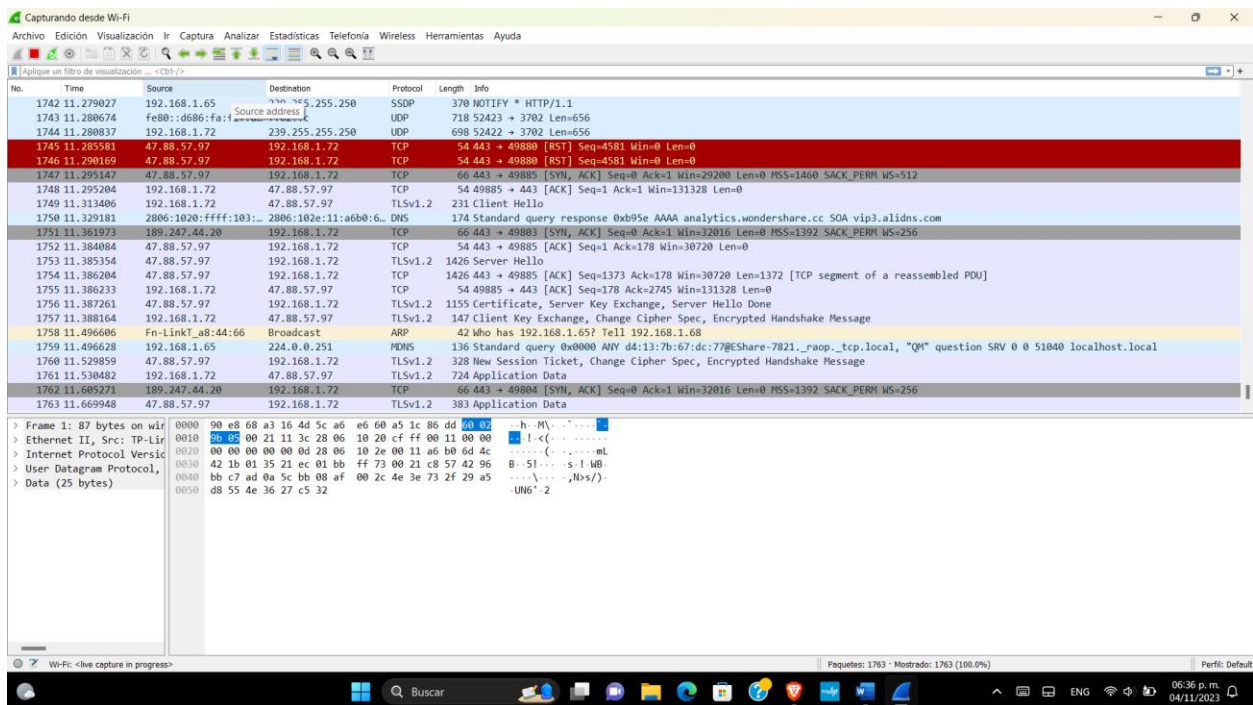 Capturando desde Wi-Fi
Archivo Edición Visualización Ir Captura Analizar Estadísticas Telefonía Wireless Herramientas Ayuda
Aplique un filtro de visualización ... <Ctrl-/>
No. Time Source Destination Protocol Length Info
1742 11.279027 192.168.1.65 239.255.255.250 SSDP 370 NOTIFY * HTTP/1.1
Source address
1743 11.280674 fe80::d686:fa: UDP 718 52423 → 3702 Len=656
1744 11.280837 192.168.1.72 239.255.255.250 UDP 698 52422 → 3702 Len=656
1745 11.285581 47.88.57.97 192.168.1.72 TCP 54 443 → 49880 [RST] Seq=4581 Win=0 Len=0
1746 11.290169 47.88.57.97 192.168.1.72 TCP 54 443 → 49880 [RST] Seq=4581 Win=0 Len=0
1747 11.295147 47.88.57.97 192.168.1.72 TCP 66 443 → 49885 [SYN, ACK] Seq=0 Ack=1 Win=29200 Len=0 MSS=1460 SACK_PERM WS=512
1748 11.295204 192.168.1.72 47.88.57.97 TCP 54 49885 → 443 [ACK] Seq=1 Ack=1 Win=131328 Len=0
1749 11.313406 192.168.1.72 47.88.57.97 TLSv1.2 231 Client Hello
1750 11.329181 2806:1020:ffff:103:… 2806:102e:11:a6b0:6… DNS 174 Standard query response 0xb95e AAAA analytics.wondershare.cc SOA vip3.alidns.com
1751 11.361973 189.247.44.20 192.168.1.72 TCP 66 443 → 49803 [SYN, ACK] Seq=0 Ack=1 Win=32016 Len=0 MSS=1392 SACK_PERM WS=256
1752 11.384084 47.88.57.97 192.168.1.72 TCP 54 443 → 49885 [ACK] Seq=1 Ack=178 Win=30720 Len=0
1753 11.385354 47.88.57.97 192.168.1.72 TLSv1.2 1426 Server Hello
1754 11.386204 47.88.57.97 192.168.1.72 TCP 1426 443 → 49885 [ACK] Seq=1373 Ack=178 Win=30720 Len=1372 [TCP segment of a reassembled PDU]
1755 11.386233 192.168.1.72 47.88.57.97 TCP 54 49885 → 443 [ACK] Seq=178 Ack=2745 Win=131328 Len=0
1756 11.387261 47.88.57.97 192.168.1.72 TLSv1.2 1155 Certificate, Server Key Exchange, Server Hello Done
1757 11.388164 192.168.1.72 47.88.57.97 TLSv1.2 147 Client Key Exchange, Change Cipher Spec, Encrypted Handshake Message
1758 11.496606 Fn-LinkT_a8:44:66 Broadcast ARP 42 Who has 192.168.1.65? Tell 192.168.1.68
1759 11.496628 192.168.1.65 224.0.0.251 MDNS 136 Standard query 0x0000 ANY d4:13:7b:67:dc:77@EShare-7821._raop._tcp.local, "QM" question SRV 0 0 51040 localhost.local
1760 11.529859 47.88.57.97 192.168.1.72 TLSv1.2 328 New Session Ticket, Change Cipher Spec, Encrypted Handshake Message
1761 11.530482 192.168.1.72 47.88.57.97 TLSv1.2 724 Application Data
1762 11.605271 189.247.44.20 192.168.1.72 TCP 66 443 → 49804 [SYN, ACK] Seq=0 Ack=1 Win=32016 Len=0 MSS=1392 SACK_PERM WS=256
1763 11.669948 47.88.57.97 192.168.1.72 TLSv1.2 383 Application Data
> Frame 1: 87 bytes on wir 0000 90 e8 68 a3 16 4d 5c a6 e6 60 a5 1c 86 dd 60 02 ··h··M\· ·`····`·
> Ethernet II, Src: TP-Lin 0010 9b 05 00 21 11 3c 28 06 10 20 cf ff 00 11 00 00 ···!·<(· · ······
> Internet Protocol Versic 0020 00 00 00 00 00 0d 28 06 10 2e 00 11 a6 b0 6d 4c ······(· ·.····mL
> User Datagram Protocol, 0030 42 1b 01 35 21 ec 01 bb ff 73 00 21 c8 57 42 96 B··5!··· ·s·!·WB·
> Data (25 bytes) 0040 bb c7 ad 0a 5c bb 08 af 00 2c 4e 3e 73 2f 29 a5 ····\··· ·,N>s/)·
0050 d8 55 4e 36 27 c5 32 ·UN6'·2
Wi-Fi: <live capture in progress> Paquetes: 1763 · Mostrado: 1763 (100.0%) Perfil: Default
Buscar ENG 06:36 p. m.
04/11/2023